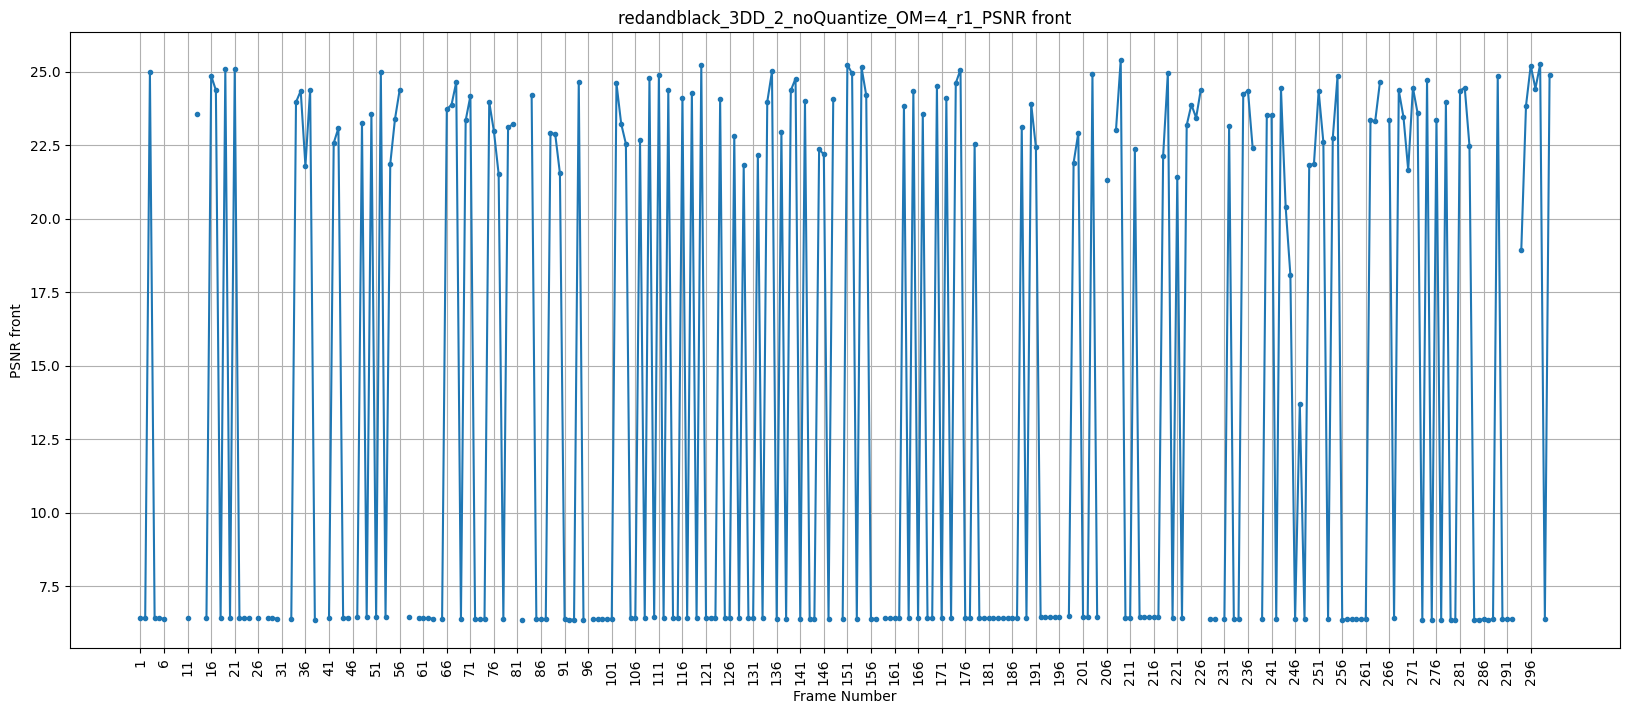 redandblack_3DD_2_noQuantize_OM=4_r1_PSNR front
PSNR front
25.0
22.5
20.0
17.5
15.0
12.5
10.0
7.5
1 6 11 16 21 26 31 36 41 46 51 56 61 66 71 76 81 86 91 96 101 106 111 116 121 126 131 136 141 146 151 156 161 166 171 176 181 186 191 196 201 206 211 216 221 226 231 236 241 246 251 256 261 266 271 276 281 286 291 296
Frame Number